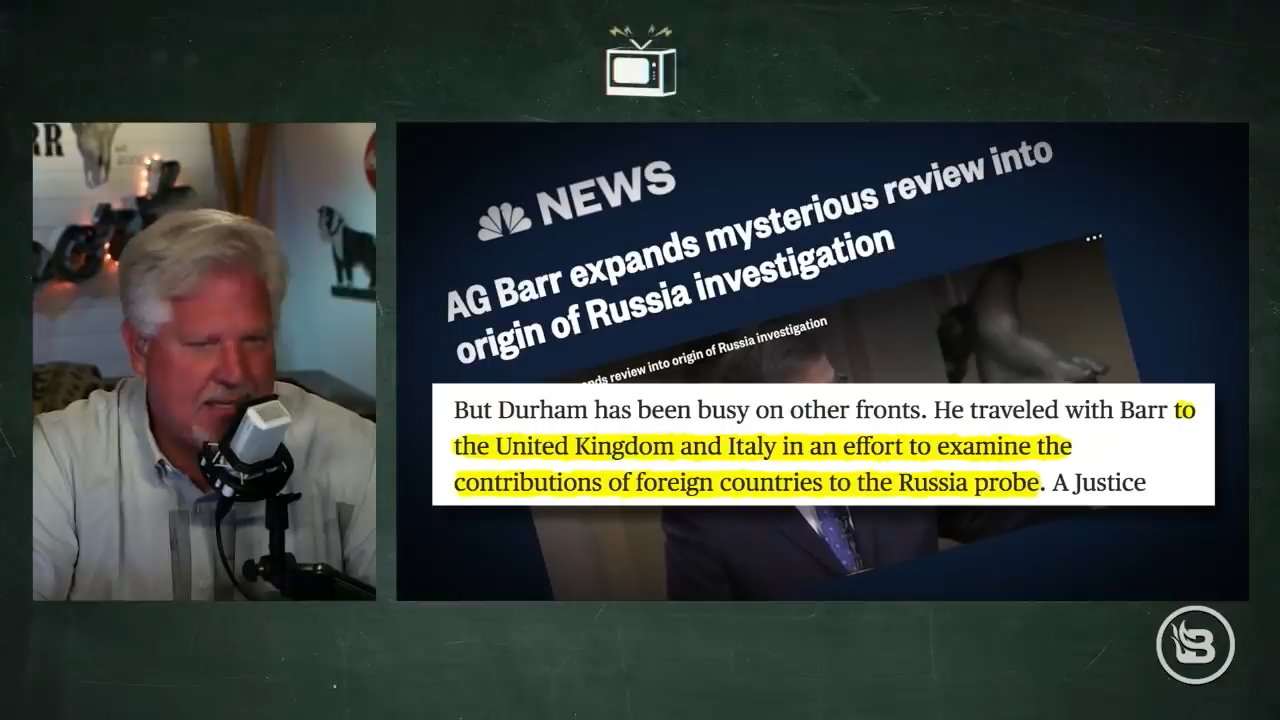 RR
NEWS
AG Barr expands mysterious review into
origin of Russia investigation
...
nds review into origin of Russia investigation
But Durham has been busy on other fronts. He traveled with Barr to
the United Kingdom and Italy in an effort to examine the
contributions of foreign countries to the Russia probe. A Justice
B